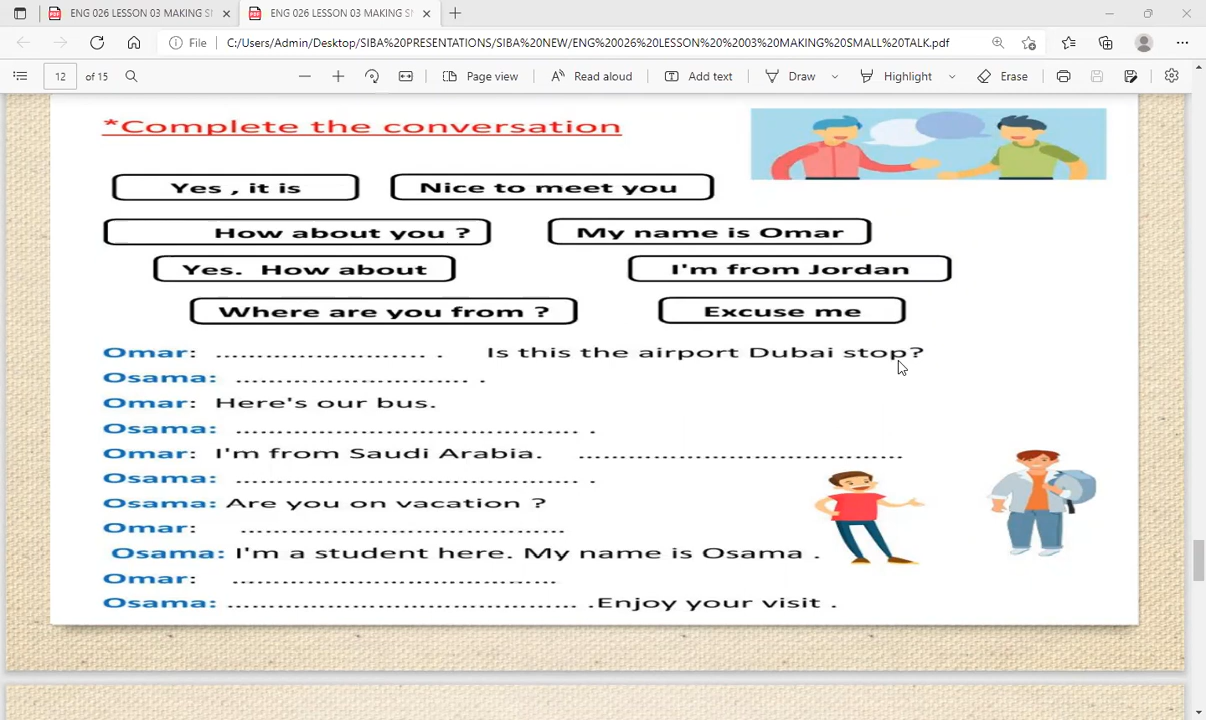 ENG 026 LESSON 03 MAKING SM
ENG 026 LESSON 03 MAKING SM
File C:/Users/Admin/Desktop/SIBA%20PRESENTATIONS/SIBA%20NEW/ENG%20026%20LESSON%20%2003%20MAKING%20SMALL%20TALK.pdf
12 of 15 Page view Read aloud Add text Draw Highlight Erase
*Complete the conversation
Yes , it is Nice to meet you
How about you ? My name is Omar
Yes. How about I'm from Jordan
Where are you from ? Excuse me
Omar: .......................... . Is this the airport Dubai stop?
Osama: ............................ .
Omar: Here's our bus.
Osama: .......................................... .
Omar: I'm from Saudi Arabia. .......................................
Osama: .......................................... .
Osama: Are you on vacation ?
Omar: .......................................
Osama: I'm a student here. My name is Osama .
Omar: .......................................
Osama: .......................................... .Enjoy your visit .